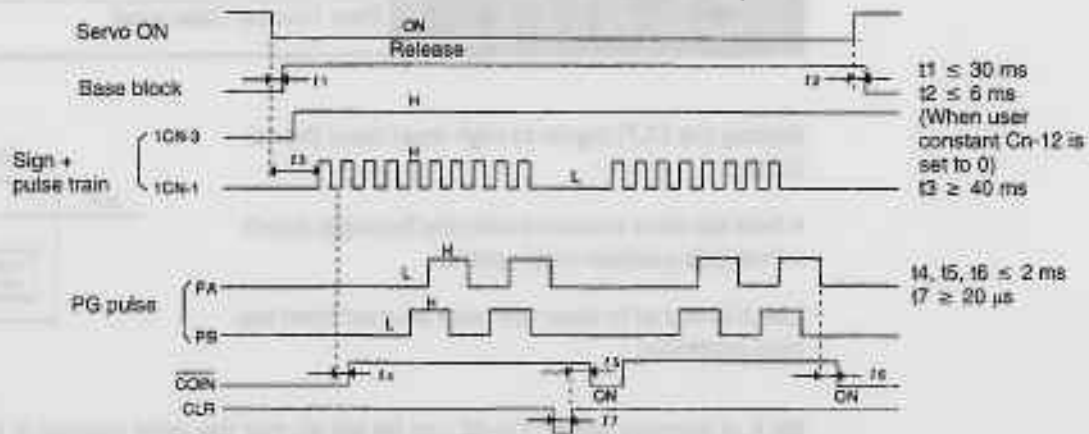 Servo ON
ON
Release
Base block
t1
t2
t1 ≤ 30 ms
t2 ≤ 6 ms
(When user
constant Cn-12 is
set to 0)
t3 ≥ 40 ms
H
Sign +
pulse train
1CN-3
1CN-1
t3
H
L
PG pulse
PA
L
H
PB
L
H
t4, t5, t6 ≤ 2 ms
t7 ≥ 20 μs
COIN
t4
t5
ON
t6
ON
CLR
t7